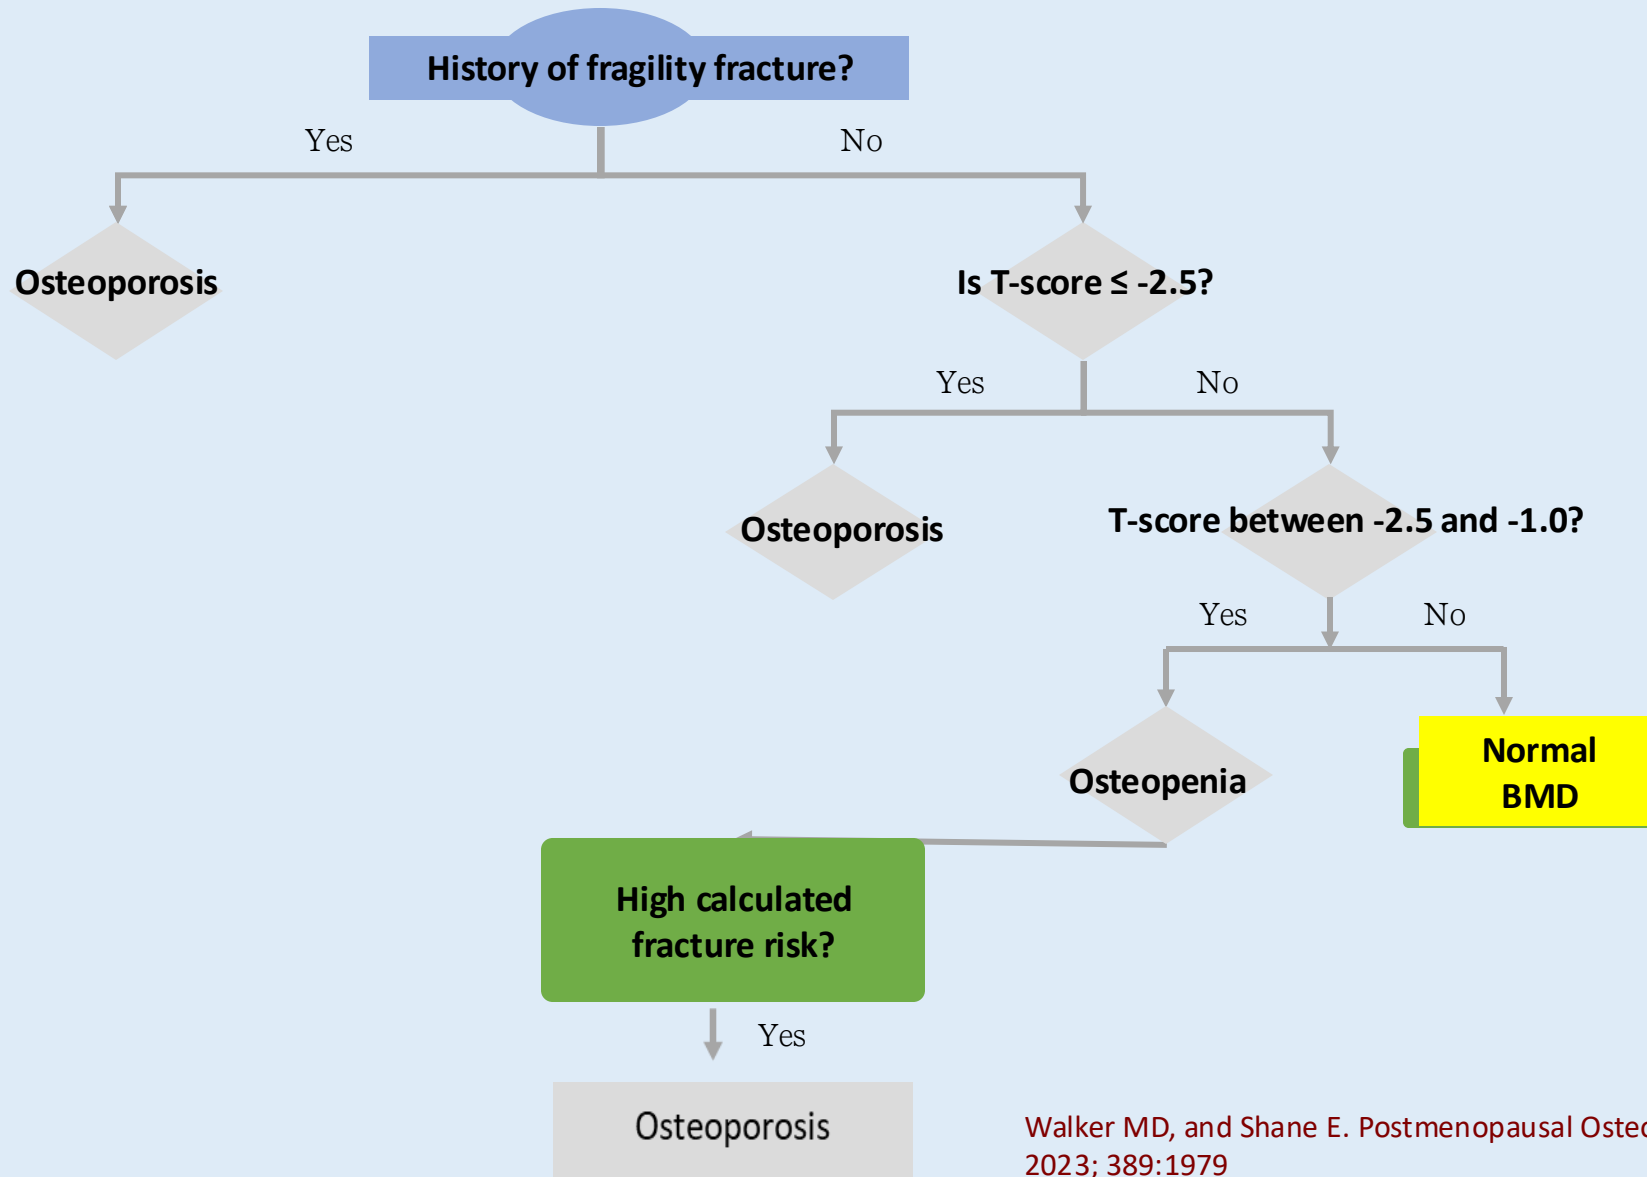 History of fragility fracture?
Yes
No
Osteoporosis
Is T-score ≤ -2.5?
Yes
No
Osteoporosis
T-score between -2.5 and -1.0?
Yes
No
Osteopenia
Normal
BMD
High calculated
fracture risk?
Yes
Osteoporosis
Walker MD, and Shane E. Postmenopausal
2023; 389:1979